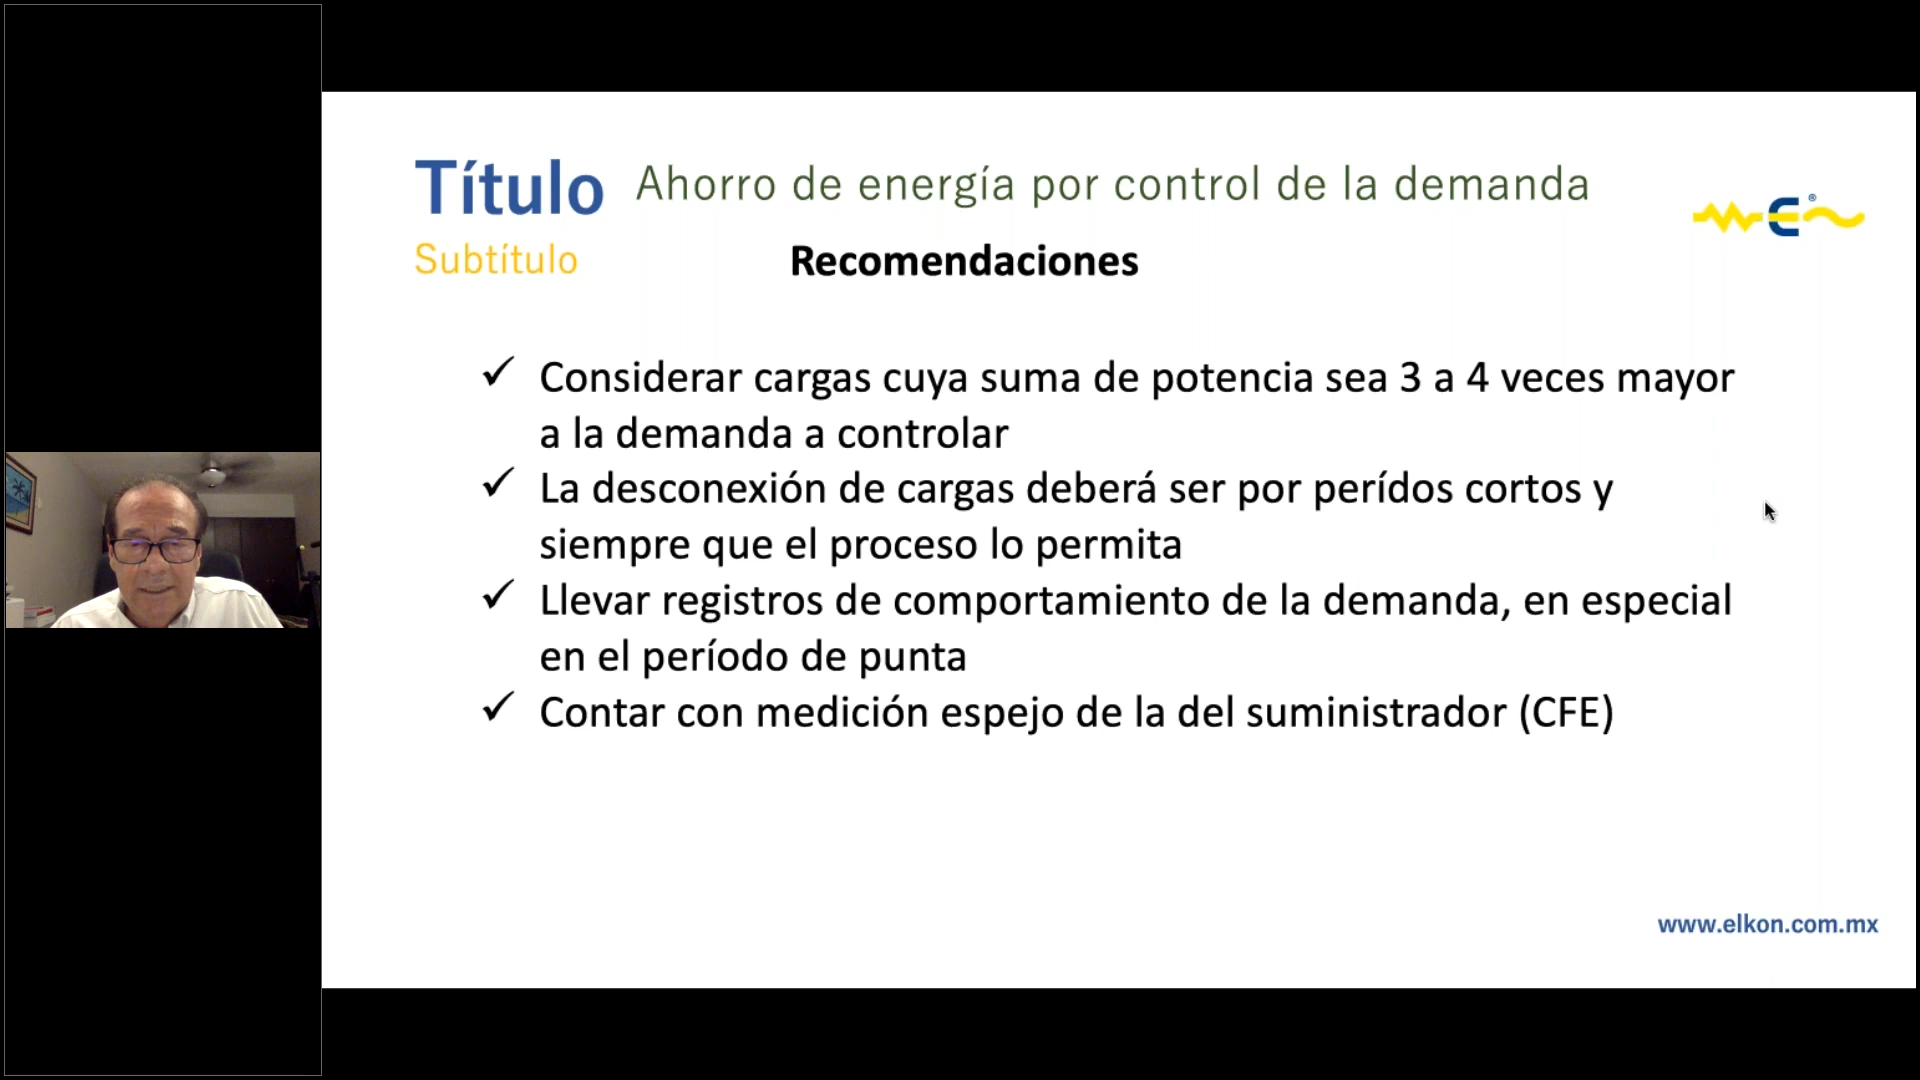 Título Ahorro de energía por control de la demanda
Subtítulo Recomendaciones
E®
✓ Considerar cargas cuya suma de potencia sea 3 a 4 veces mayor
a la demanda a controlar
✓ La desconexión de cargas deberá ser por perídos cortos y
siempre que el proceso lo permita
✓ Llevar registros de comportamiento de la demanda, en especial
en el período de punta
✓ Contar con medición espejo de la del suministrador (CFE)
www.elkon.com.mx